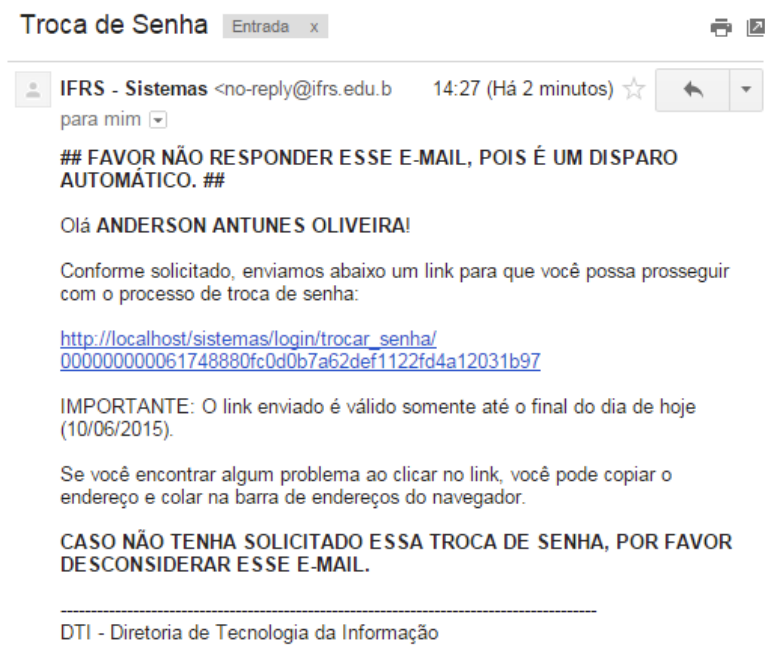 Troca de Senha Entrada x
IFRS - Sistemas <no-reply@ifrs.edu.b 14:27 (Há 2 minutos)
para mim
## FAVOR NÃO RESPONDER ESSE E-MAIL, POIS É UM DISPARO
AUTOMÁTICO. ##
Olá ANDERSON ANTUNES OLIVEIRA!
Conforme solicitado, enviamos abaixo um link para que você possa prosseguir
com o processo de troca de senha:
http://localhost/sistemas/login/trocar_senha/
000000000061748880fc0d0b7a62def1122fd4a12031b97
IMPORTANTE: O link enviado é válido somente até o final do dia de hoje
(10/06/2015).
Se você encontrar algum problema ao clicar no link, você pode copiar o
endereço e colar na barra de endereços do navegador.
CASO NÃO TENHA SOLICITADO ESSA TROCA DE SENHA, POR FAVOR
DESCONSIDERAR ESSE E-MAIL.
DTI - Diretoria de Tecnologia da Informação